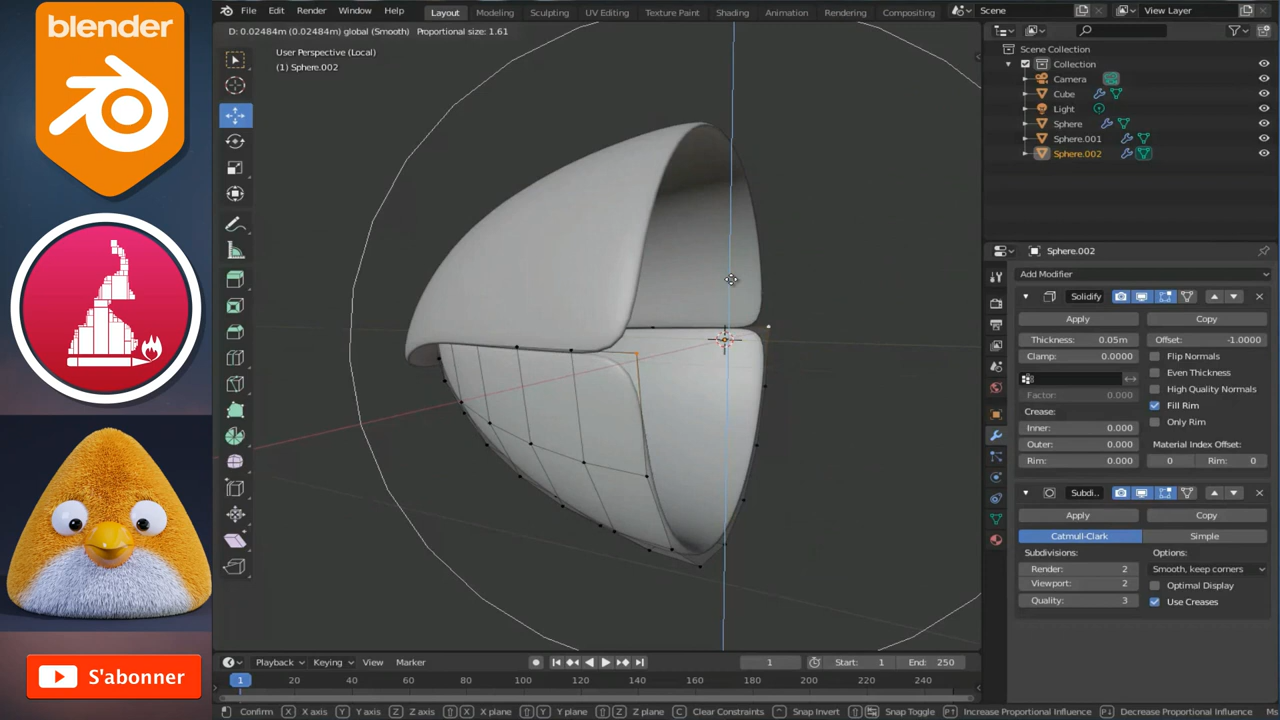 blender
S'abonner
File Edit Render Window Help
Layout Modeling Sculpting UV Editing Texture Paint Shading Animation Rendering Compositing
Scene
View Layer
D: 0.02484m (0.02484m) global (Smooth) Proportional size: 1.61
User Perspective (Local)
(1) Sphere.002
Scene Collection
Collection
Camera
Cube
Light
Sphere
Sphere.001
Sphere.002
Sphere.002
Add Modifier
Solidify
Apply Copy
Thickness: 0.05m Offset: -1.0000
Clamp: 0.0000 Flip Normals
Even Thickness
High Quality Normals
Factor: 0.000 Fill Rim
Crease: Only Rim
Inner: 0.000
Outer: 0.000 Material Index Offset:
Rim: 0.000 0 Rim: 0
Subdi..
Apply Copy
Catmull-Clark Simple
Subdivisions: Options:
Render: 2 Smooth, keep corners
Viewport: 2 Optimal Display
Quality: 3 Use Creases
Playback Keying View Marker 1 Start: 1 End: 250
1 20 40 60 80 100 120 140 160 180 200 220 240
Confirm X X axis Y Y axis Z Z axis X X plane Y Y plane Z Z plane C Clear Constraints Snap Invert Snap Toggle Increase Proportional Influence Decrease Proportional Influence